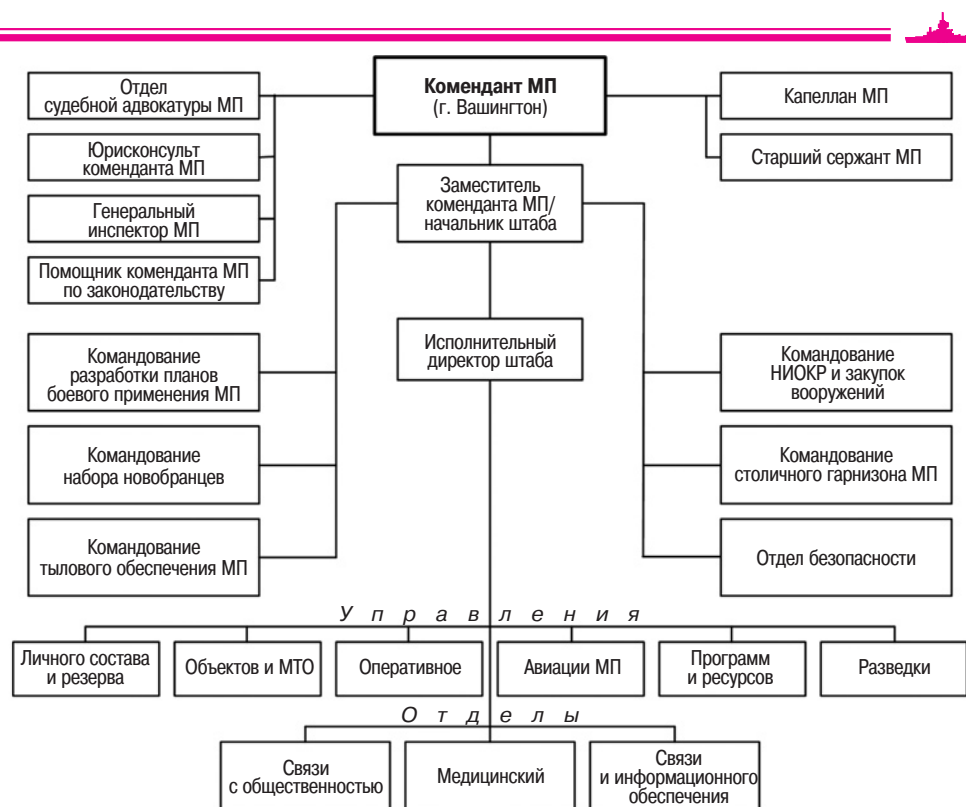 Комендант МП
(г. Вашингтон)
Отдел
судебной адвокатуры МП
Юрисконсульт
коменданта МП
Генеральный
инспектор МП
Помощник коменданта МП
по законодательству
Капеллан МП
Старший сержант МП
Заместитель
коменданта МП/
начальник штаба
Исполнительный
директор штаба
Командование
разработки планов
боевого применения МП
Командование
набора новобранцев
Командование
тылового обеспечения МП
Командование
НИОКР и закупок
вооружений
Командование
столичного гарнизона МП
Отдел безопасности
Управления
Личного состава
и резерва
Объектов и МТО
Оперативное
Авиации МП
Программ
и ресурсов
Разведки
Отделы
Связи
с общественностью
Медицинский
Связи
и информационного
обеспечения